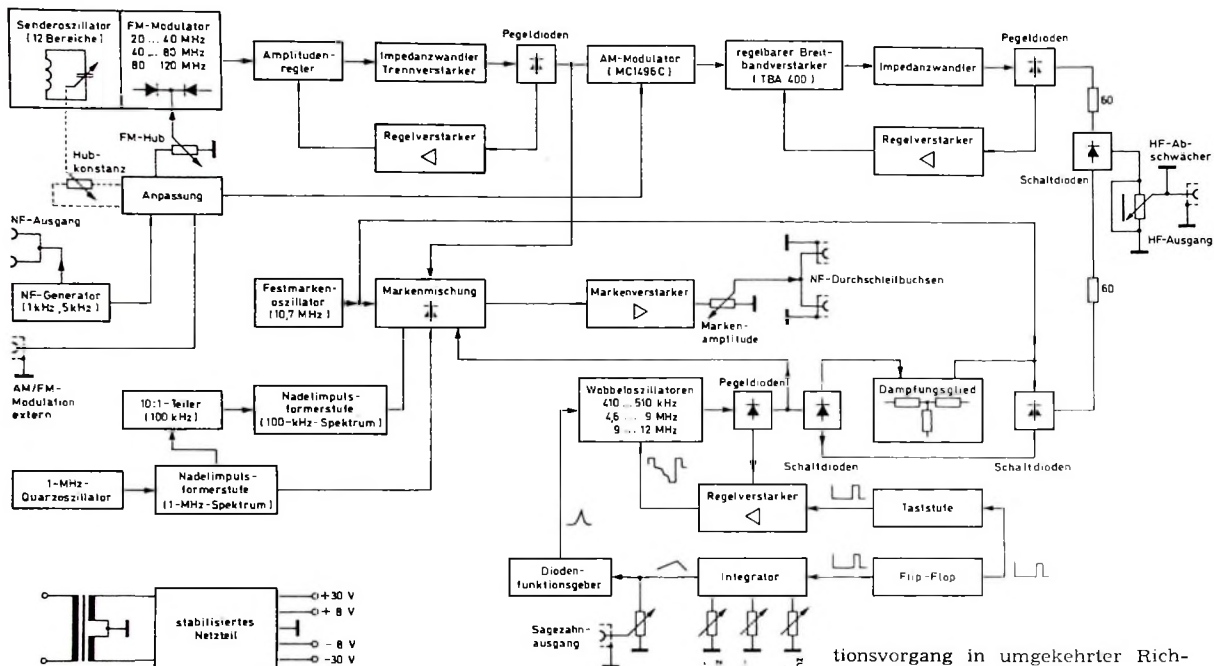 Senderoszillator
(12 Bereiche)
FM-Modulator
20 ... 40 MHz
40 ... 80 MHz
80 ... 120 MHz
Amplituden-
regler
Impedanzwandler
Trennverstärker
Pegeldioden
AM-Modulator
(MC1496C)
regelbarer Breit-
bandverstärker
(TBA 400)
Impedanzwandler
Pegeldioden
60
Regelverstärker
Regelverstärker
FM-Hub
Hub-
konstanz
Anpassung
Schaltdioden
HF-Ab-
schwächer
HF-Ausgang
NF-Ausgang
NF-Generator
(1kHz, 5kHz)
AM/FM-
Modulation
extern
Festmarken-
oszillator
(10,7 MHz)
Markenmischung
Markenverstärker
Marken-
amplitude
NF-Durchschleifbuchsen
60
10:1-Teiler
(100 kHz)
Nadelimpuls-
formerstufe
(100-kHz-Spektrum)
Wobbeloszillatoren
410 ... 510 kHz
4,6 ... 9 MHz
9 ... 12 MHz
Pegeldioden
Dämpfungsglied
Schaltdioden
Schaltdioden
1-MHz-
Quarzoszillator
Nadelimpuls-
formerstufe
(1-MHz-Spektrum)
Regelverstärker
Taststufe
Dioden-
funktionsgeber
Integrator
Flip-Flop
Sägezahn-
ausgang
stabilisiertes
Netzteil
+30 V
+ 8 V
- 8 V
-30 V
tionsvorgang in umgekehrter Rich-